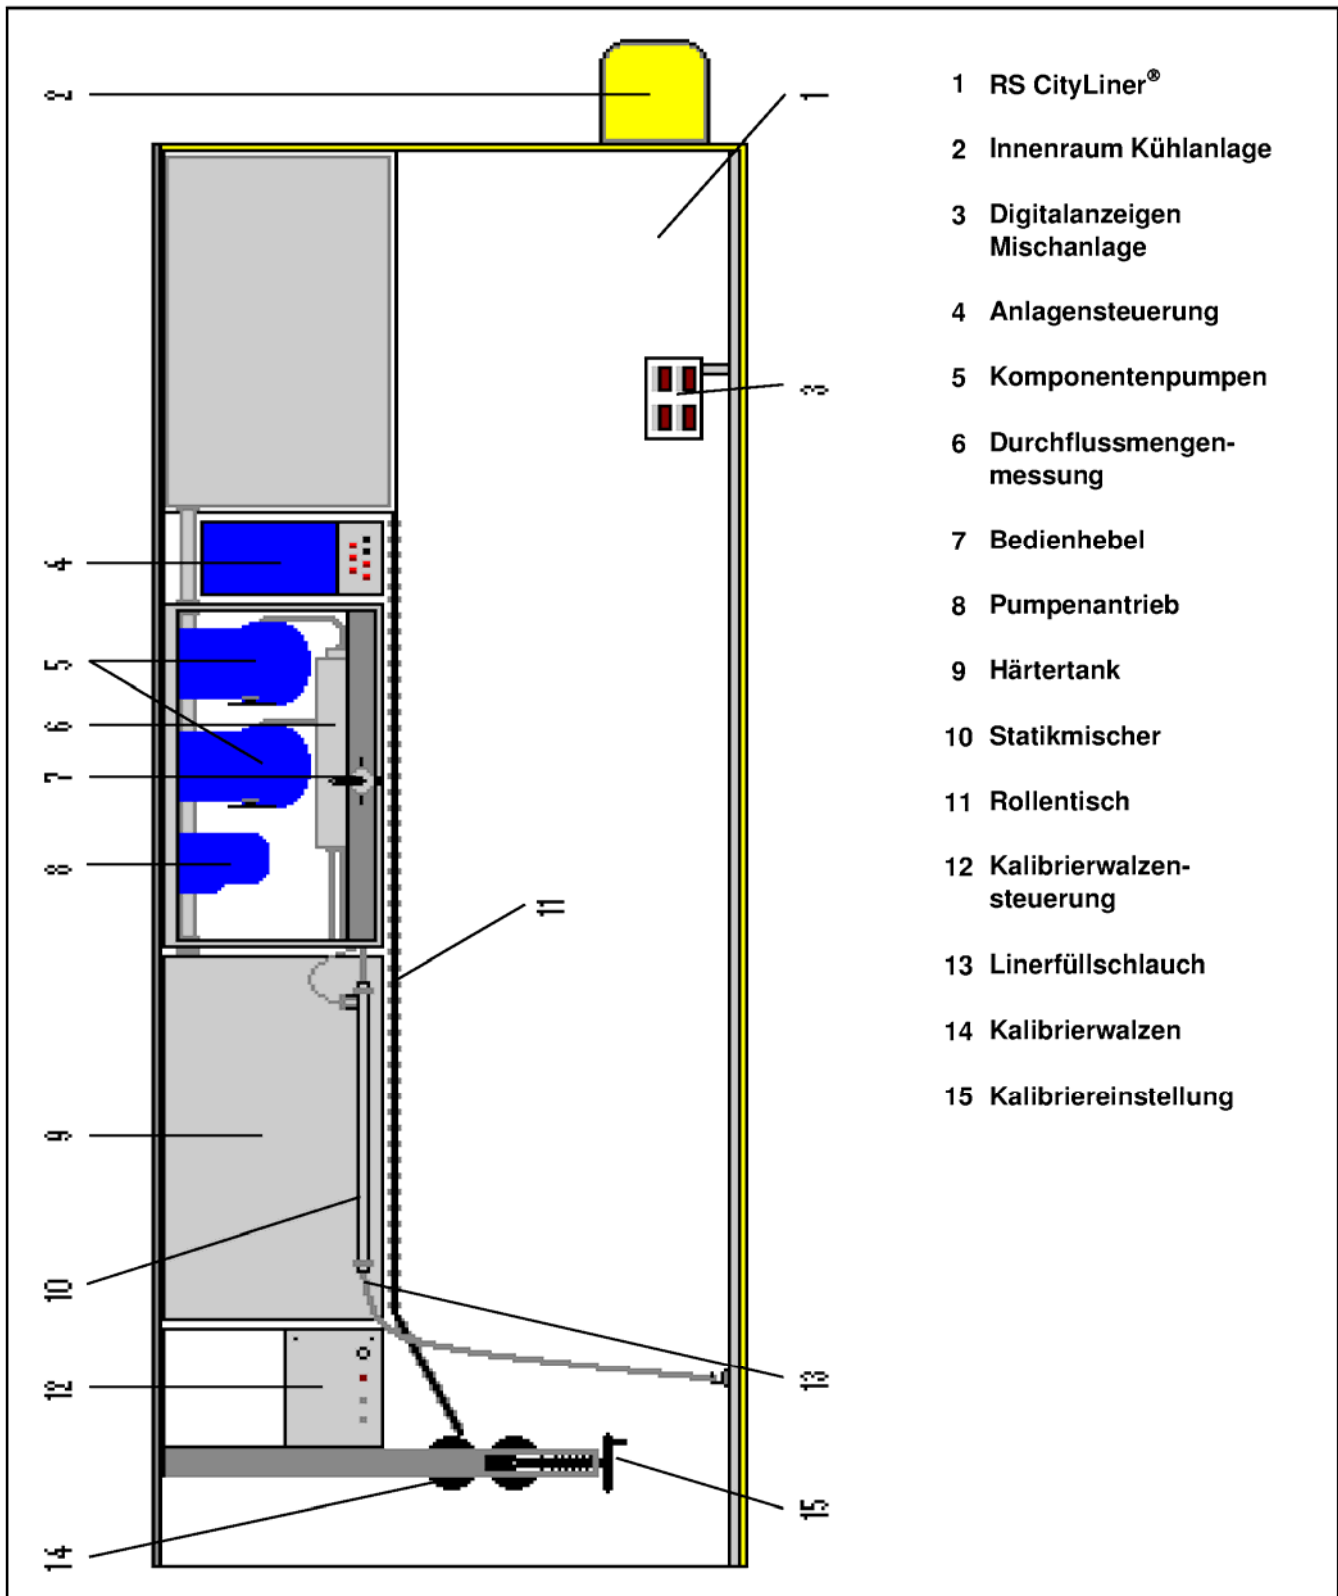 1 RS CityLiner®
2 Innenraum Kühlanlage
3 Digitalanzeigen
Mischanlage
4 Anlagensteuerung
5 Komponentenpumpen
6 Durchflussmengen-
messung
7 Bedienhebel
8 Pumpenantrieb
9 Härtertank
10 Statikmischer
11 Rollentisch
12 Kalibrierwalzen-
steuerung
13 Linerfüllschlauch
14 Kalibrierwalzen
15 Kalibriereinstellung
2
1
3
4
5
6
7
8
11
9
10
12
13
15
14